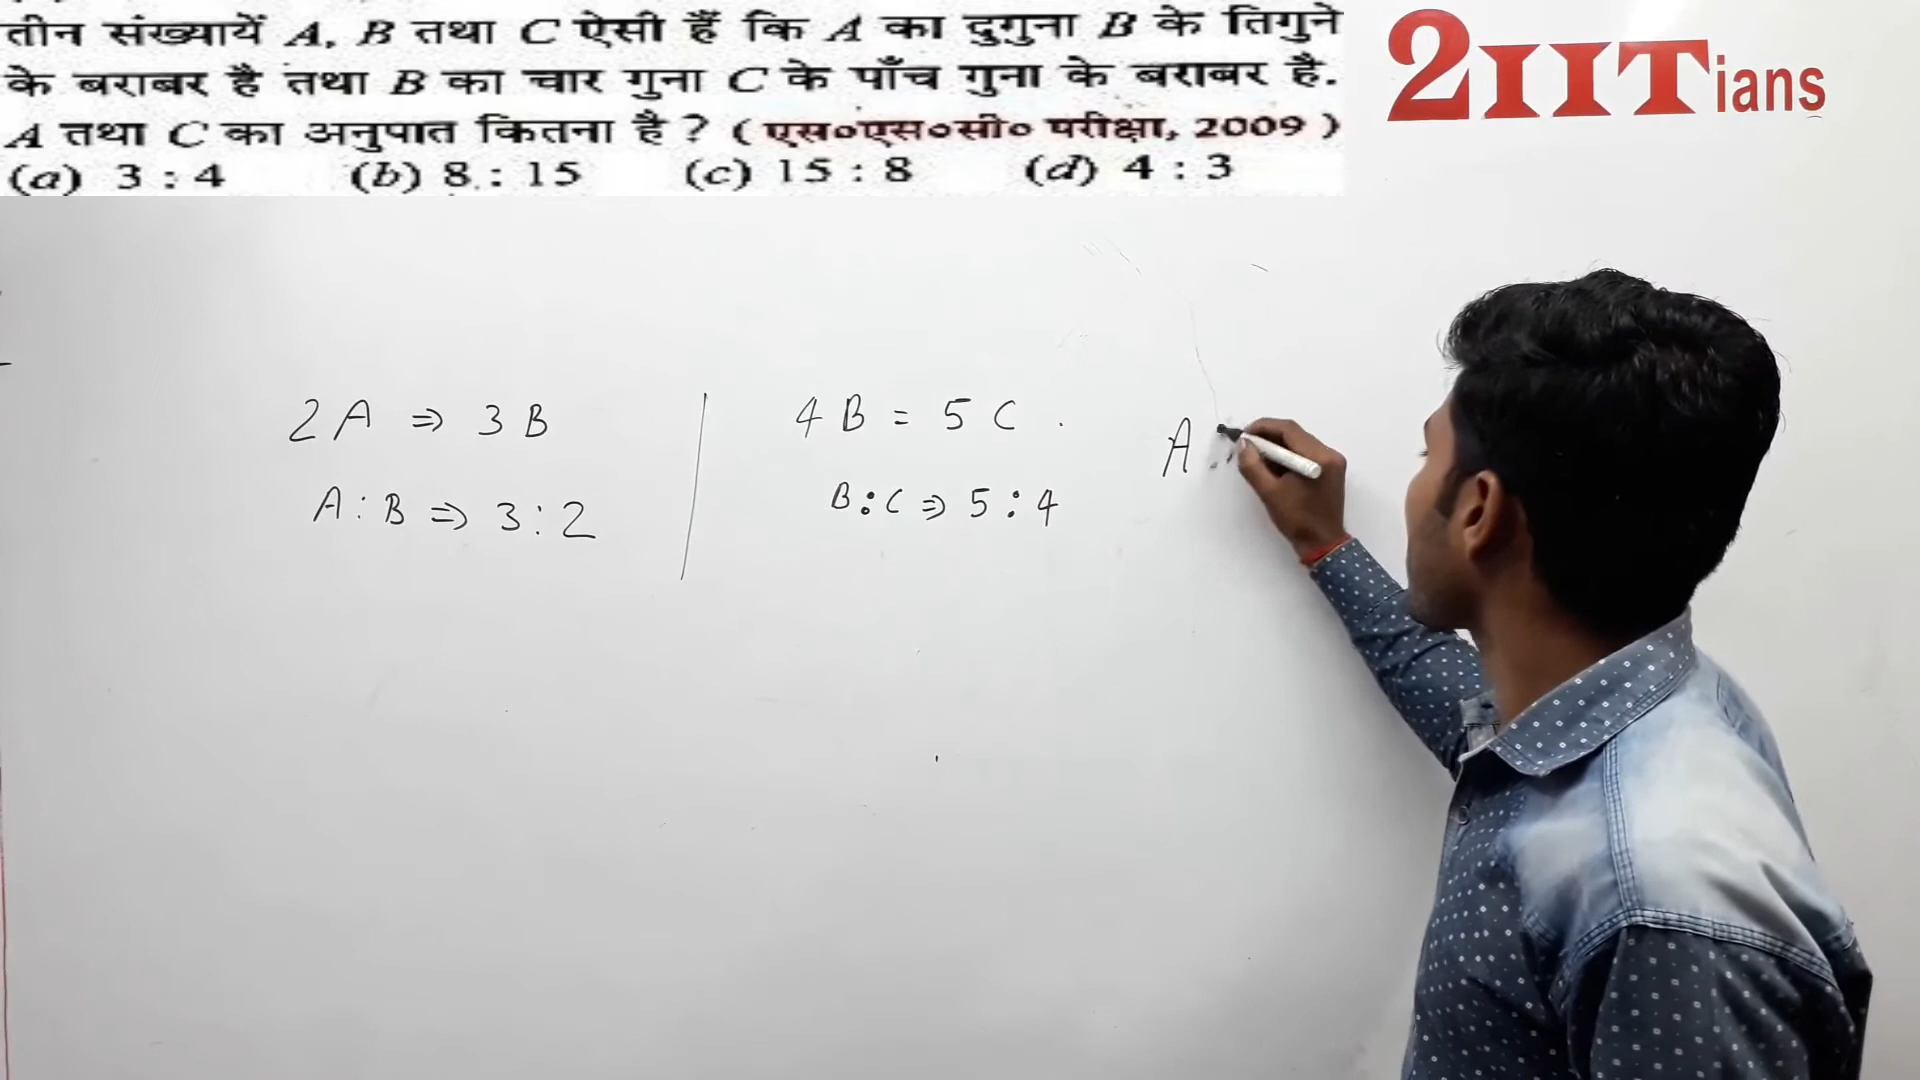 तीन संख्यायें A, B तथा C ऐसी हैं कि A का दुगुना B के तिगुने
के बराबर है तथा B का चार गुना C के पाँच गुना के बराबर है.
A तथा C का अनुपात कितना है ? ( एस०एस०सी० परीक्षा, 2009 )
(a) 3 : 4 (b) 8 : 15 (c) 15 : 8 (d) 4 : 3
2IITians
2A ⇒ 3B
A:B ⇒ 3:2
4B = 5C
B:C ⇒ 5:4
A :